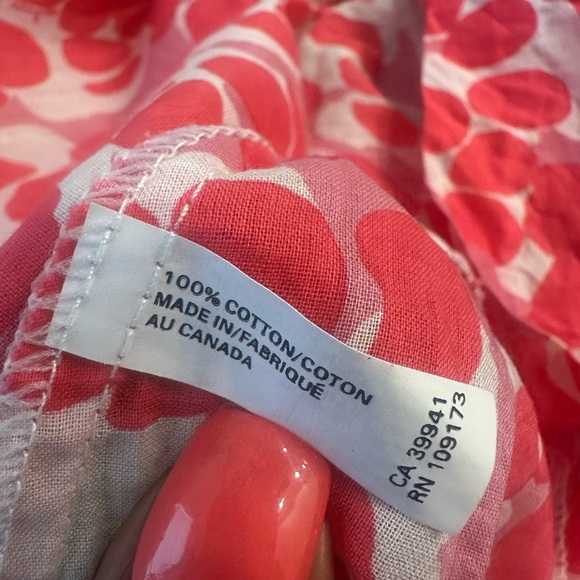 100% COTTON/COTON
MADE IN/FABRIQUÉ
AU CANADA
CA 39941
RN 109173